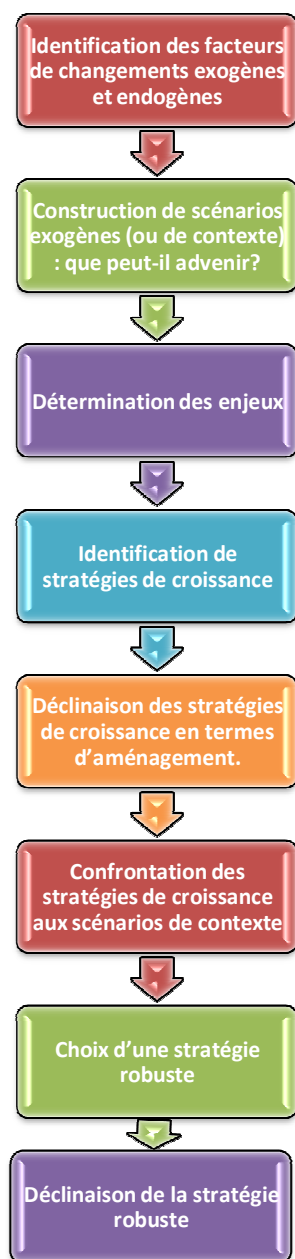 Identification des facteurs
de changements exogènes
et endogènes
Construction de scénarios
exogènes (ou de contexte)
: que peut-il advenir?
Détermination des enjeux
Identification de
stratégies de croissance
Déclinaison des stratégies
de croissance en termes
d’aménagement.
Confrontation des
stratégies de croissance
aux scénarios de contexte
Choix d’une stratégie
robuste
Déclinaison de la stratégie
robuste